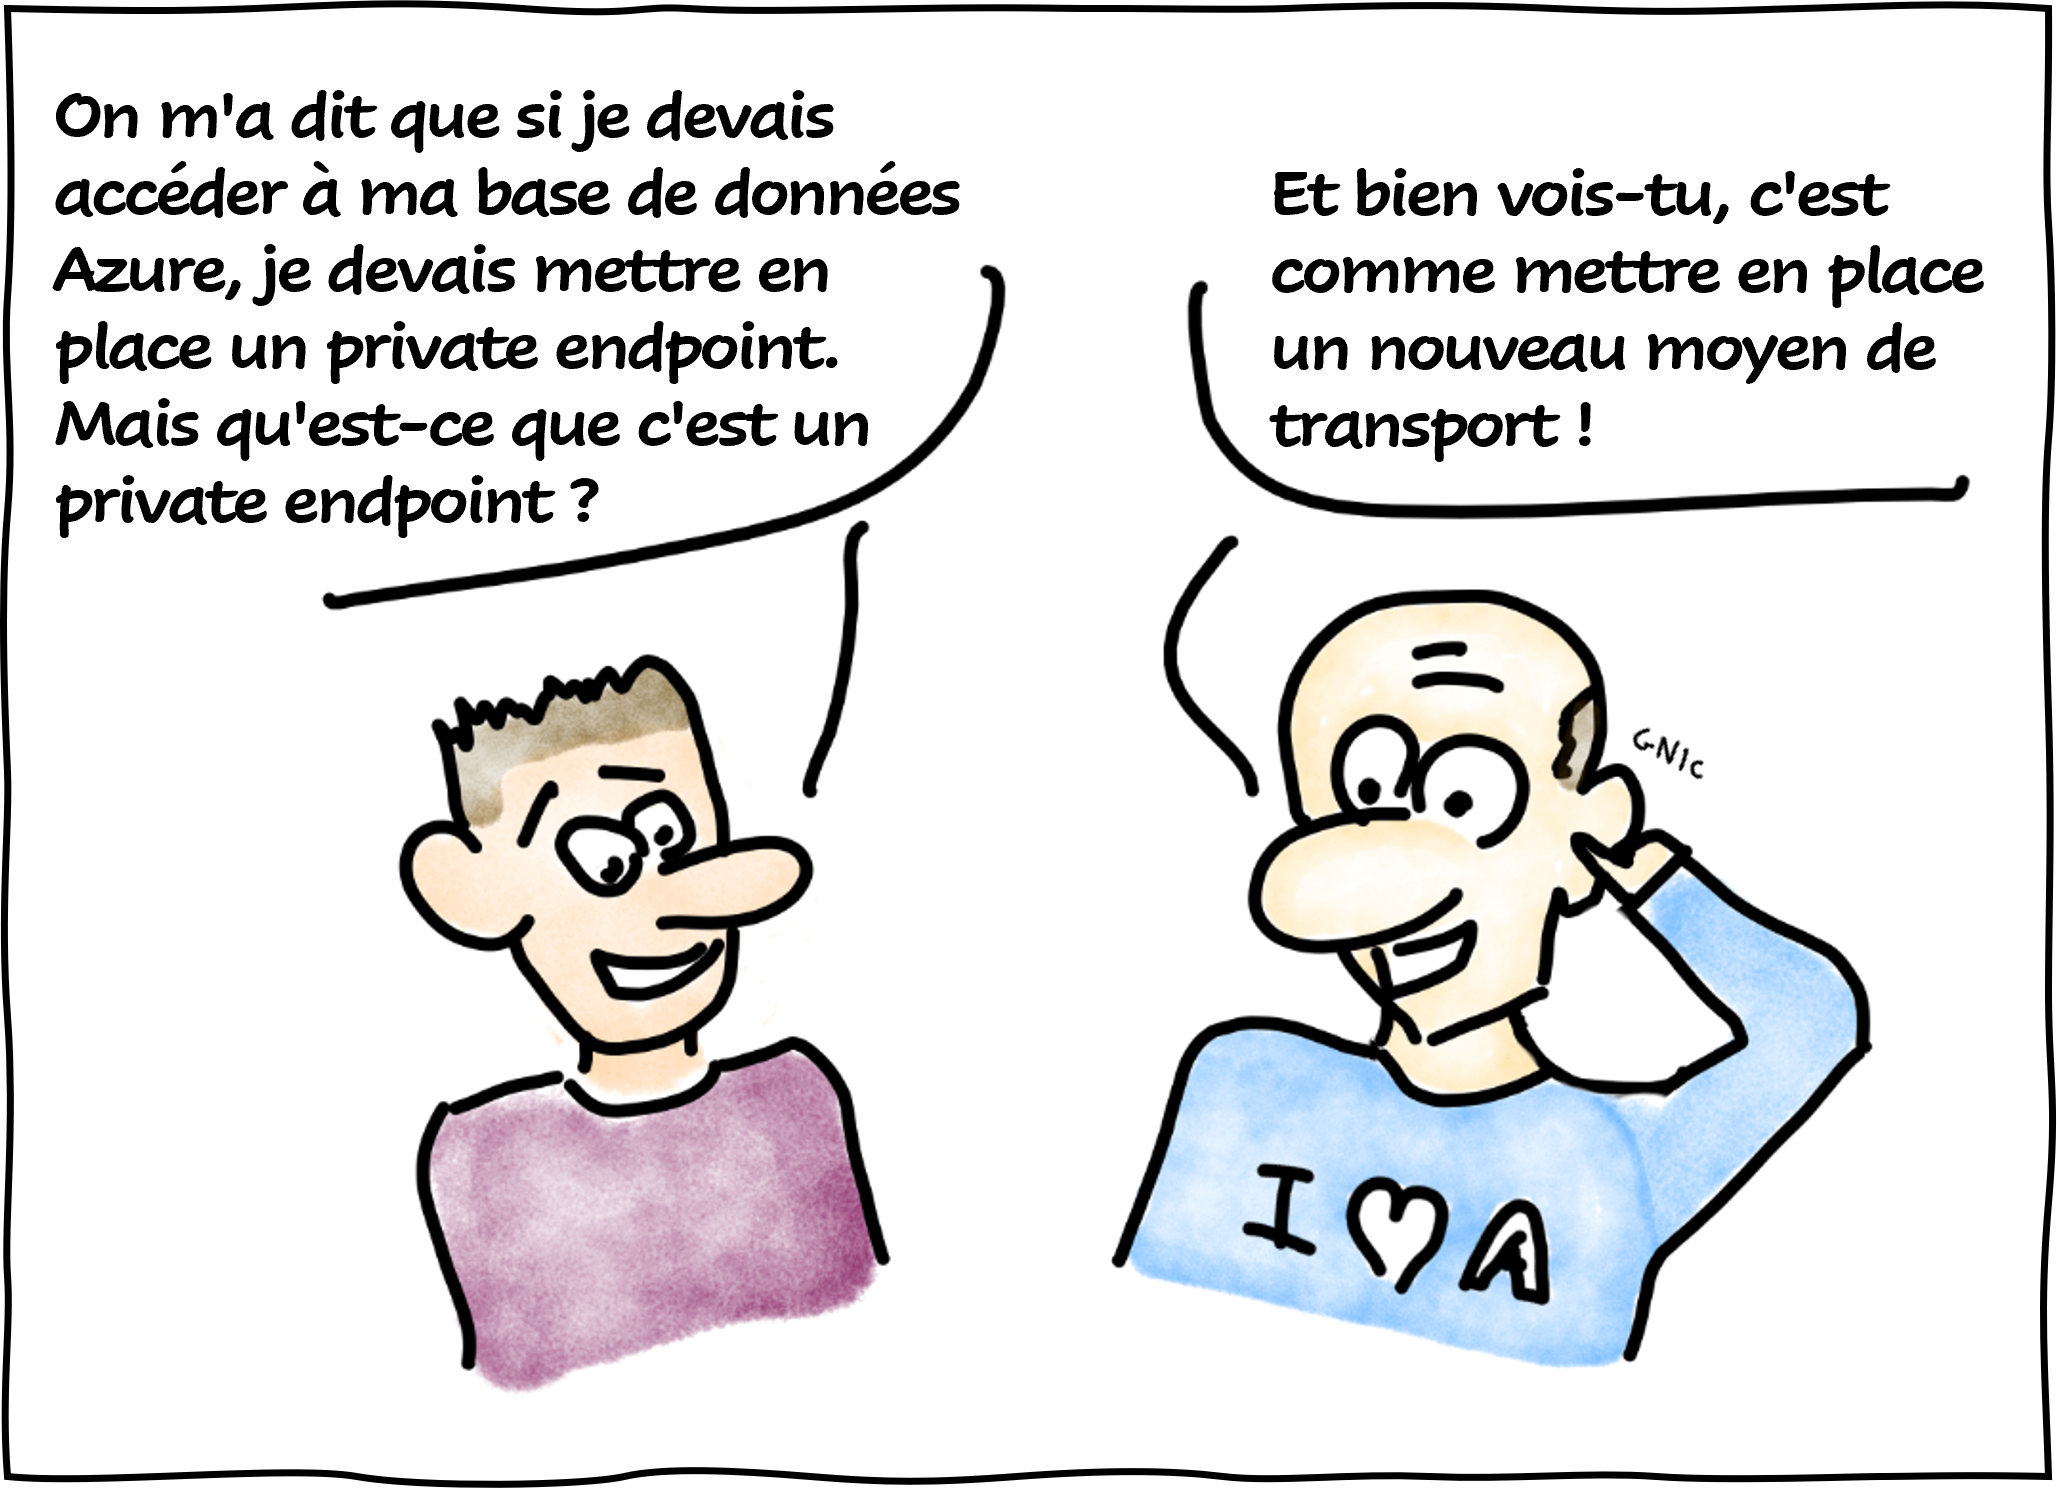 On m'a dit que si je devais
accéder à ma base de données
Azure, je devais mettre en
place un private endpoint.
Mais qu'est-ce que c'est un
private endpoint ?
Et bien vois-tu, c'est
comme mettre en place
un nouveau moyen de
transport !
GNIC
I ♡ A